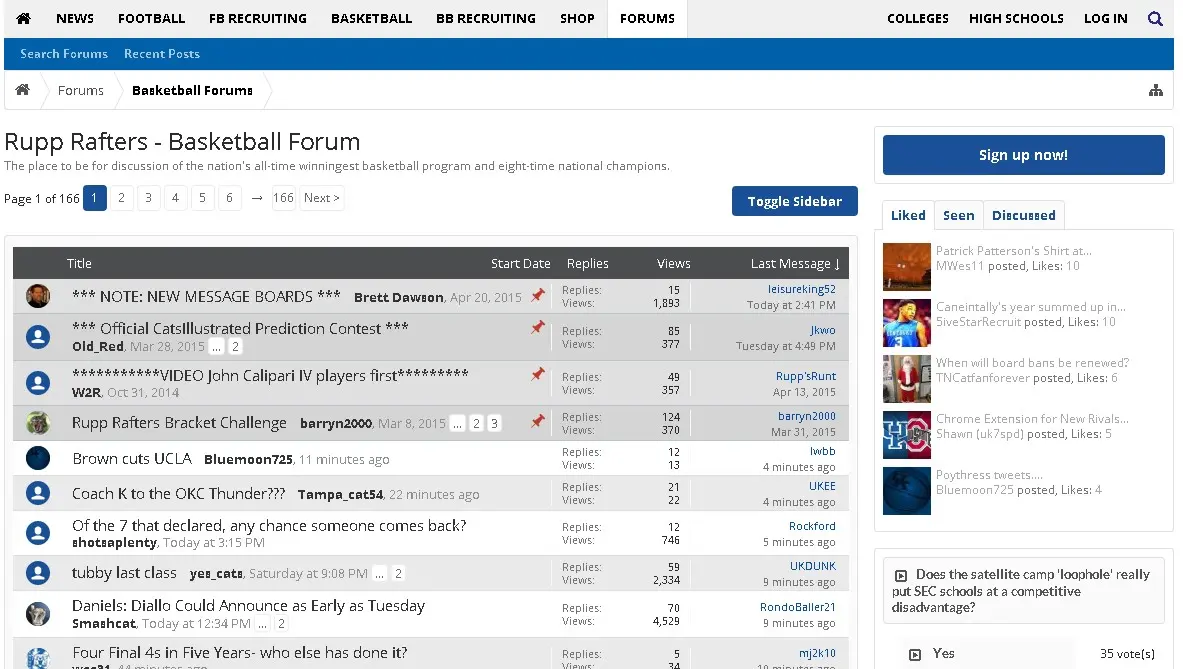 NEWS FOOTBALL FB RECRUITING BASKETBALL BB RECRUITING SHOP FORUMS COLLEGES HIGH SCHOOLS LOG IN
Search Forums Recent Posts
Forums Basketball Forums
Rupp Rafters - Basketball Forum
The place to be for discussion of the nation's all-time winningest basketball program and eight-time national champions.
Page 1 of 166 1 2 3 4 5 6 → 166 Next >
Toggle Sidebar
Title Start Date Replies Views Last Message ↓
*** NOTE: NEW MESSAGE BOARDS *** Brett Dawson, Apr 20, 2015 Replies: 15 leisureking52
Views: 1,893 Today at 2:41 PM
*** Official CatsIllustrated Prediction Contest *** Replies: 85 Jkwo
Old_Red, Mar 28, 2015 ... 2 Views: 377 Tuesday at 4:49 PM
***********VIDEO John Calipari IV players first********* Replies: 49 Rupp'sRunt
W2R, Oct 31, 2014 Views: 357 Apr 13, 2015
Rupp Rafters Bracket Challenge barryn2000, Mar 8, 2015 ... 2 3 Replies: 124 barryn2000
Views: 370 Mar 31, 2015
Brown cuts UCLA Bluemoon725, 11 minutes ago Replies: 12 lwbb
Views: 13 4 minutes ago
Coach K to the OKC Thunder??? Tampa_cat54, 22 minutes ago Replies: 21 UKEE
Views: 22 4 minutes ago
Of the 7 that declared, any chance someone comes back? Replies: 12 Rockford
shotsaplenty, Today at 3:15 PM Views: 746 5 minutes ago
tubby last class yes_cats, Saturday at 9:08 PM ... 2 Replies: 59 UKDUNK
Views: 2,334 9 minutes ago
Daniels: Diallo Could Announce as Early as Tuesday Replies: 70 RondoBaller21
Smashcat, Today at 12:34 PM ... 2 Views: 4,529 9 minutes ago
Four Final 4s in Five Years- who else has done it? Replies: 5 mj2k10
44 minutes ago Views: 34 10 minutes ago
Sign up now!
Liked Seen Discussed
Patrick Patterson's Shirt at...
MWes11 posted, Likes: 10
Caneintally's year summed up in...
5iveStarRecruit posted, Likes: 10
When will board bans be renewed?
TNCatfanforever posted, Likes: 6
Chrome Extension for New Rivals...
Shawn (uk7spd) posted, Likes: 5
Poythress tweets....
Bluemoon725 posted, Likes: 4
Does the satellite camp 'loophole' really
put SEC schools at a competitive
disadvantage?
Yes 35 vote(s)